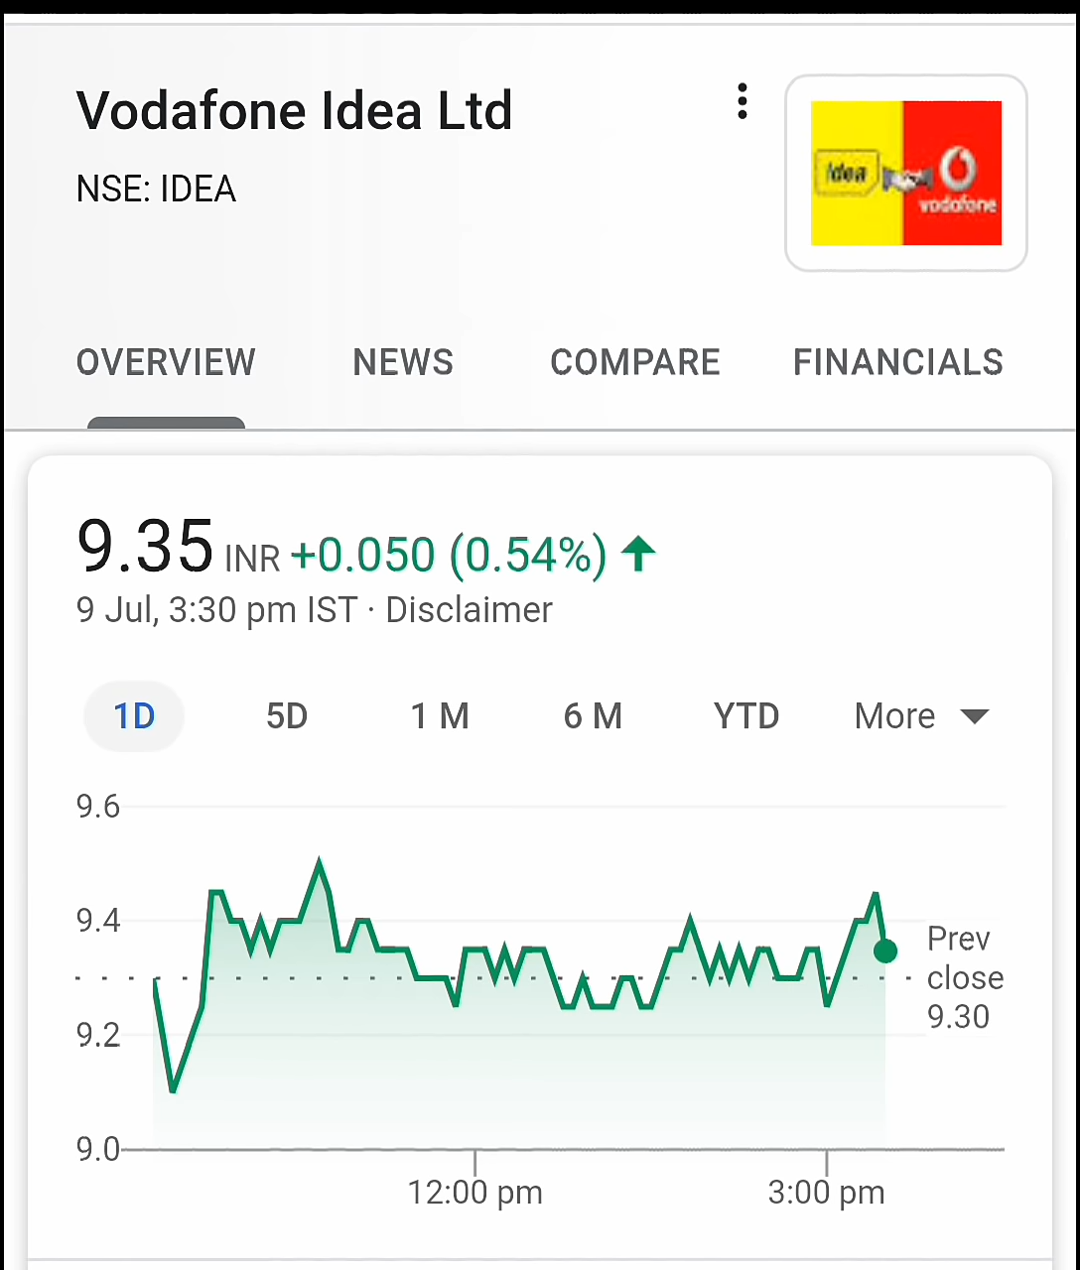 Vodafone Idea Ltd
NSE: IDEA
Idea
vodafone
OVERVIEW NEWS COMPARE FINANCIALS
9.35 INR +0.050 (0.54%)
9 Jul, 3:30 pm IST · Disclaimer
1D 5D 1 M 6 M YTD More
9.6
9.4
9.2
9.0
Prev
close
9.30
12:00 pm 3:00 pm